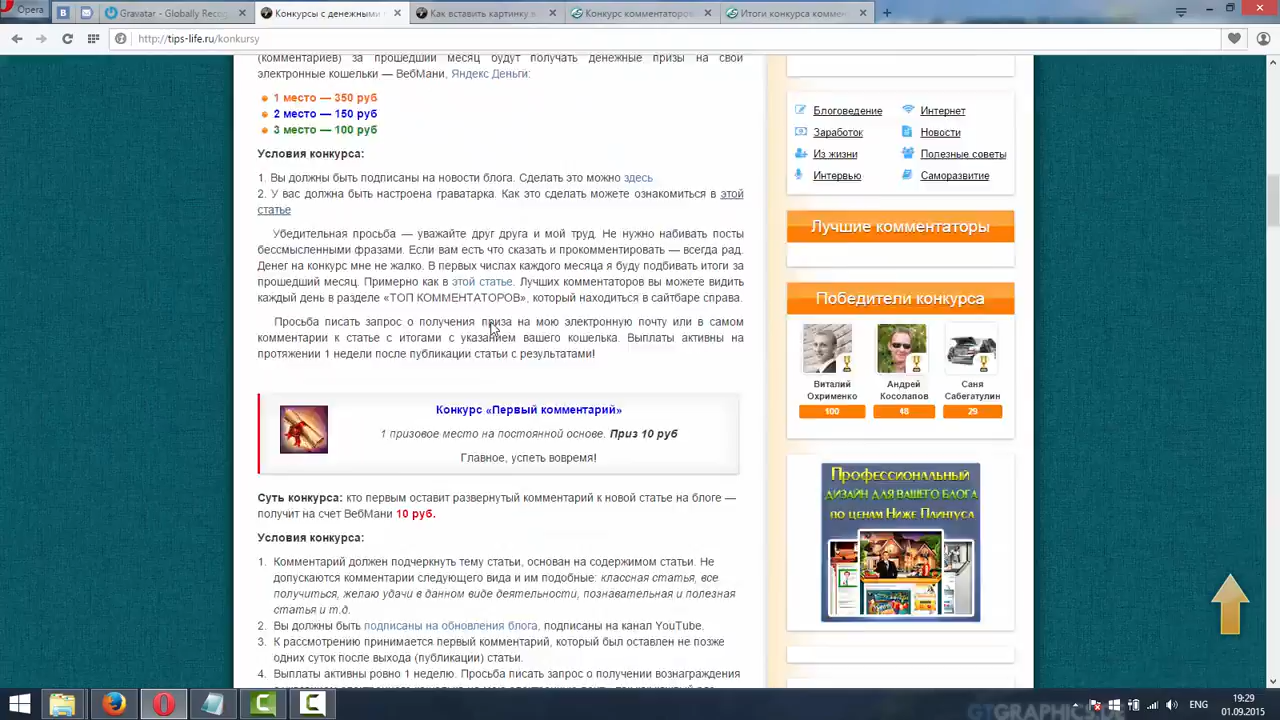 Opera
Gravatar - Globally Recog
Конкурсы с денежными
Как вставить картинку в
Конкурс комментаторов
Итоги конкурса коммен
http://tips-life.ru/konkursy
(комментариев) за прошедший месяц будут получать денежные призы на свои
электронные кошельки — ВебМани, Яндекс Деньги:
1 место — 350 руб
2 место — 150 руб
3 место — 100 руб
Условия конкурса:
1. Вы должны быть подписаны на новости блога. Сделать это можно здесь
2. У вас должна быть настроена граватарка. Как это сделать можете ознакомиться в этой
статье
Убедительная просьба — уважайте друг друга и мой труд. Не нужно набивать посты
бессмысленными фразами. Если вам есть что сказать и прокомментировать — всегда рад.
Денег на конкурс мне не жалко. В первых числах каждого месяца я буду подбивать итоги за
прошедший месяц. Примерно как в этой статье. Лучших комментаторов вы можете видить
каждый день в разделе «ТОП КОММЕНТАТОРОВ», который находиться в сайтбаре справа.
Просьба писать запрос о получения приза на мою электронную почту или в самом
комментарии к статье с итогами с указанием вашего кошелька. Выплаты активны на
протяжении 1 недели после публикации статьи с результатами!
Конкурс «Первый комментарий»
1 призовое место на постоянной основе. Приз 10 руб
Главное, успеть вовремя!
Суть конкурса: кто первым оставит развернутый комментарий к новой статье на блоге —
получит на счет ВебМани 10 руб.
Условия конкурса:
1. Комментарий должен подчеркнуть тему статьи, основан на содержимом статьи. Не
допускаются комментарии следующего вида и им подобные: классная статья, все
получиться, желаю удачи в данном виде деятельности, познавательная и полезная
статья и т.д.
2. Вы должны быть подписаны на обновления блога, подписаны на канал YouTube.
3. К рассмотрению принимается первый комментарий, который был оставлен не позже
одних суток после выхода (публикации) статьи.
4. Выплаты активны ровно 1 неделю. Просьба писать запрос о получении вознаграждения
Блоговедение
Интернет
Заработок
Новости
Из жизни
Полезные советы
Интервью
Саморазвитие
Лучшие комментаторы
Победители конкурса
Виталий
Охрименко
100
Андрей
Косолапов
48
Саня
Сабегатулин
29
Профессиональный
дизайн для вашего блога
по ценам Ниже Плинтуса
ENG
19:29
01.09.2015